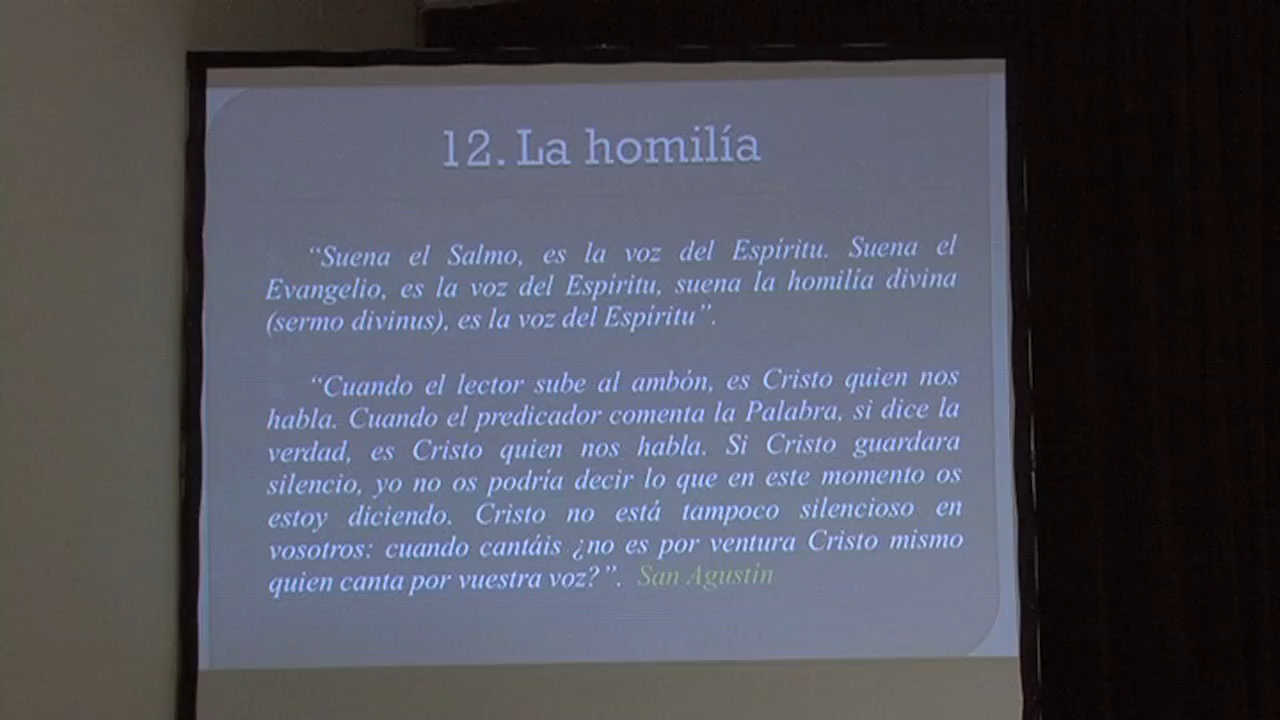 12. La homilía
“Suena el Salmo, es la voz del Espíritu. Suena el
Evangelio, es la voz del Espíritu, suena la homilía divina
(sermo divinus), es la voz del Espíritu”.
“Cuando el lector sube al ambón, es Cristo quien nos
habla. Cuando el predicador comenta la Palabra, si dice la
verdad, es Cristo quien nos habla. Si Cristo guardara
silencio, yo no os podría decir lo que en este momento os
estoy diciendo. Cristo no está tampoco silencioso en
vosotros: cuando cantáis ¿no es por ventura Cristo mismo
quien canta por vuestra voz?”. San Agustín